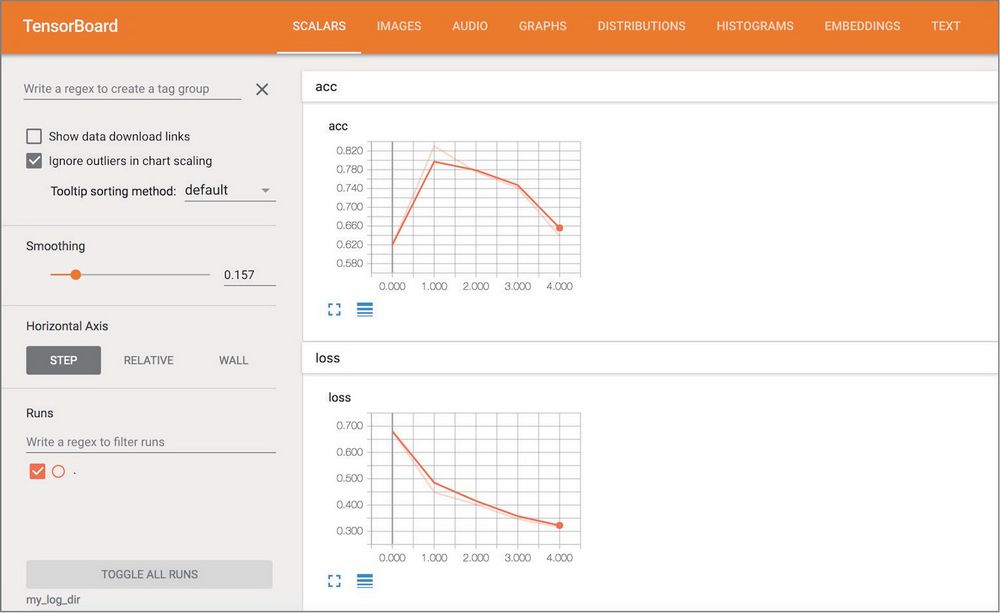 TensorBoard
SCALARS IMAGES AUDIO GRAPHS DISTRIBUTIONS HISTOGRAMS EMBEDDINGS TEXT
Write a regex to create a tag group
Show data download links
Ignore outliers in chart scaling
Tooltip sorting method: default
Smoothing
0.157
Horizontal Axis
STEP RELATIVE WALL
Runs
Write a regex to filter runs
.
TOGGLE ALL RUNS
my_log_dir
acc
acc
0.820
0.780
0.740
0.700
0.660
0.620
0.580
0.000 1.000 2.000 3.000 4.000
loss
loss
0.700
0.600
0.500
0.400
0.300
0.000 1.000 2.000 3.000 4.000